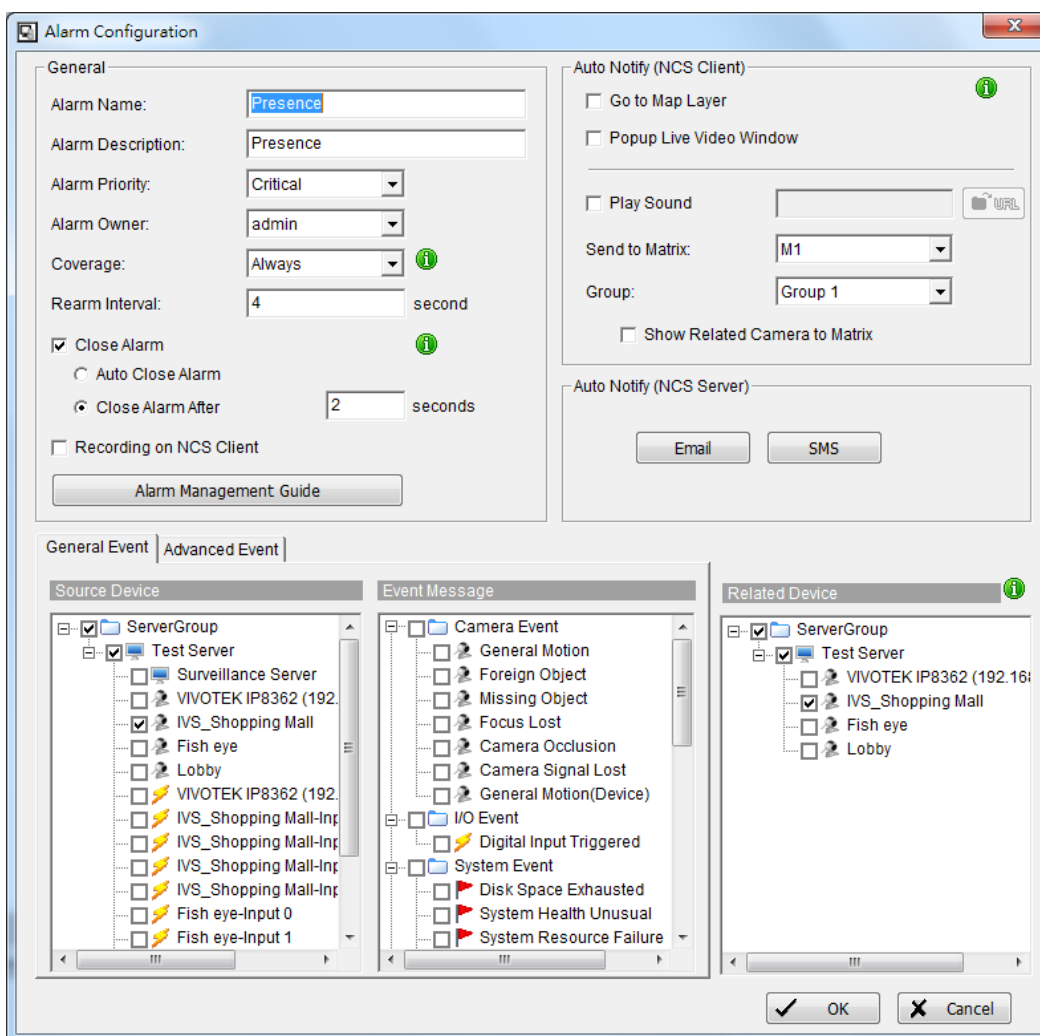 Alarm Configuration
General
Alarm Name: Presence
Alarm Description: Presence
Alarm Priority: Critical
Alarm Owner: admin
Coverage: Always
Rearm Interval: 4 second
Close Alarm
Auto Close Alarm
Close Alarm After 2 seconds
Recording on NCS Client
Alarm Management Guide
Auto Notify (NCS Client)
Go to Map Layer
Popup Live Video Window
Play Sound URL
Send to Matrix: M1
Group: Group 1
Show Related Camera to Matrix
Auto Notify (NCS Server)
Email SMS
General Event Advanced Event
Source Device
ServerGroup
Test Server
Surveillance Server
VIVOTEK IP8362 (192.
IVS_Shopping Mall
Fish eye
Lobby
VIVOTEK IP8362 (192.
IVS_Shopping Mall-Inp
IVS_Shopping Mall-Inp
IVS_Shopping Mall-Inp
IVS_Shopping Mall-Inp
Fish eye-Input 0
Fish eye-Input 1
Event Message
Camera Event
General Motion
Foreign Object
Missing Object
Focus Lost
Camera Occlusion
Camera Signal Lost
General Motion(Device)
I/O Event
Digital Input Triggered
System Event
Disk Space Exhausted
System Health Unusual
System Resource Failure
Related Device
ServerGroup
Test Server
VIVOTEK IP8362 (192.168
IVS_Shopping Mall
Fish eye
Lobby
OK Cancel